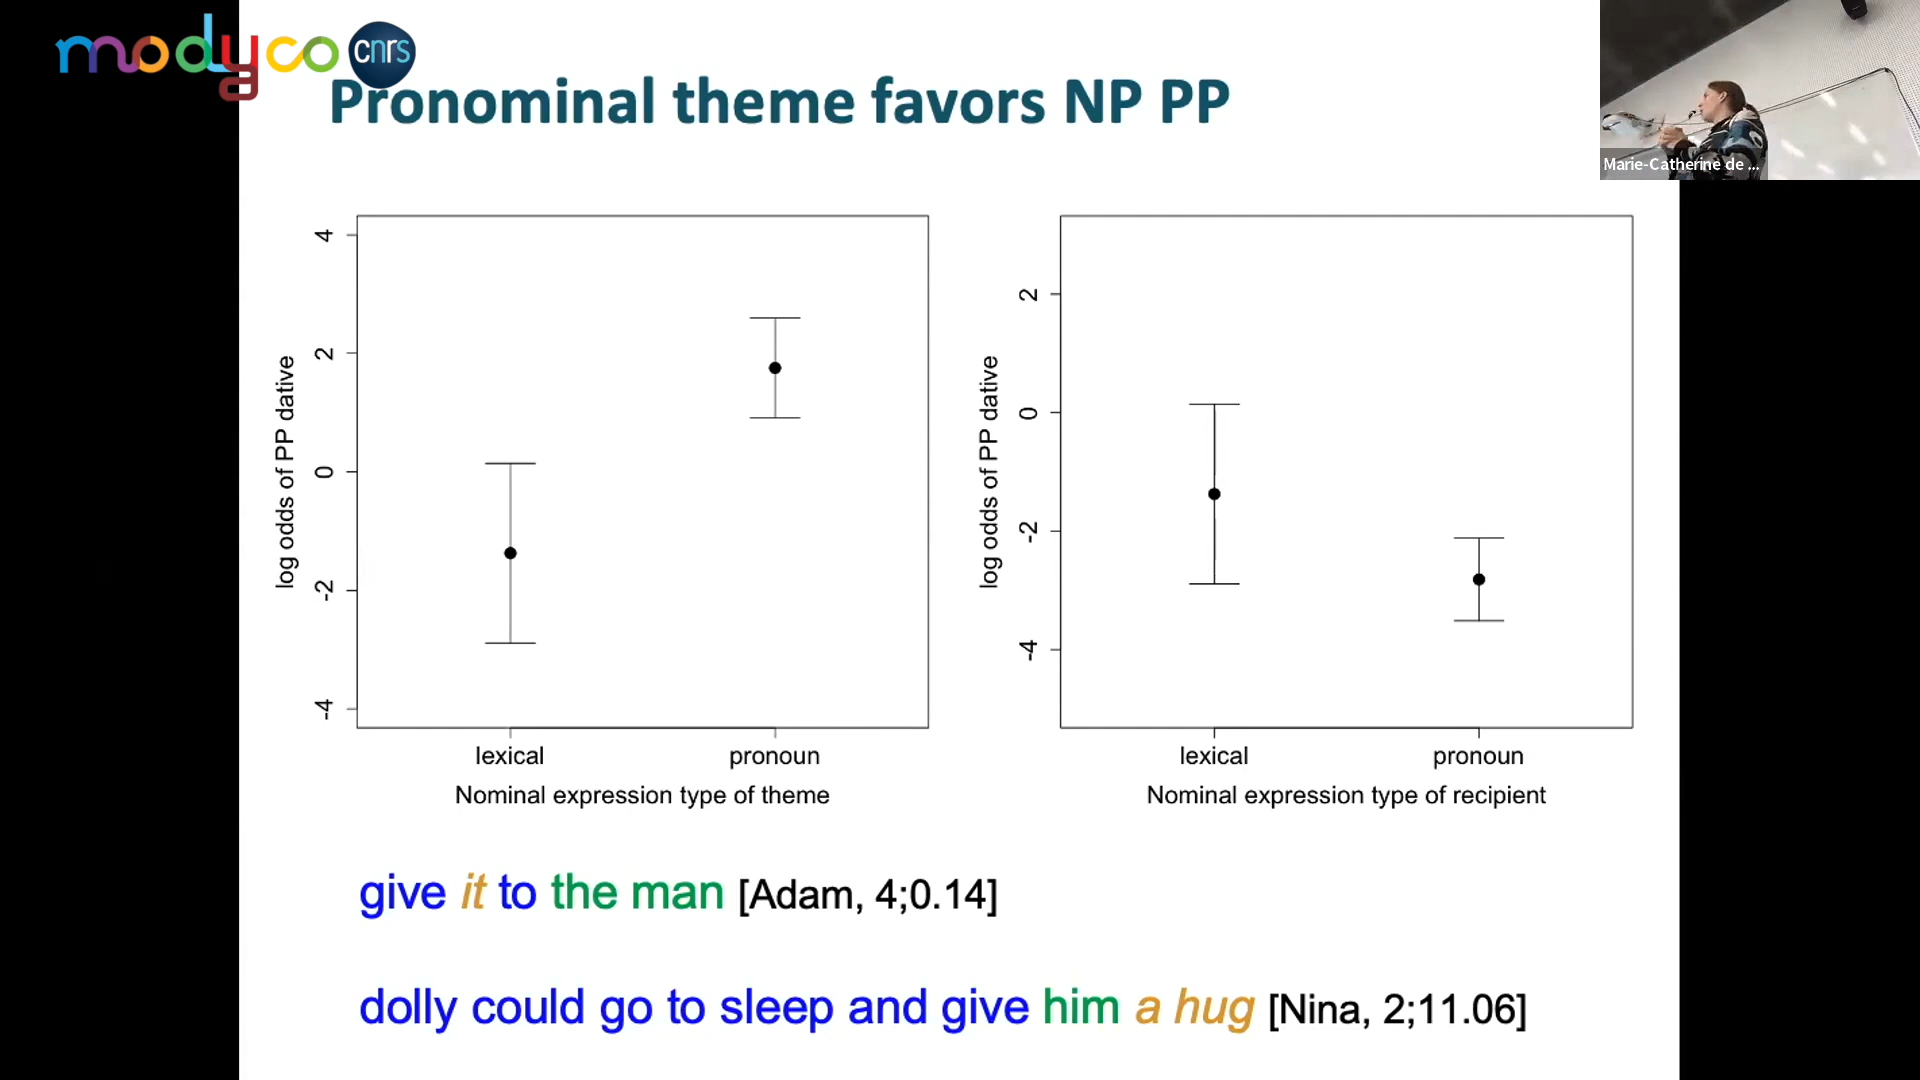 modyco cnrs
Pronominal theme favors NP PP
Marie-Catherine de ...
4
2
0
-2
-4
log odds of PP dative
lexical pronoun
Nominal expression type of theme
2
0
-2
-4
log odds of PP dative
lexical pronoun
Nominal expression type of recipient
give it to the man [Adam, 4;0.14]
dolly could go to sleep and give him a hug [Nina, 2;11.06]